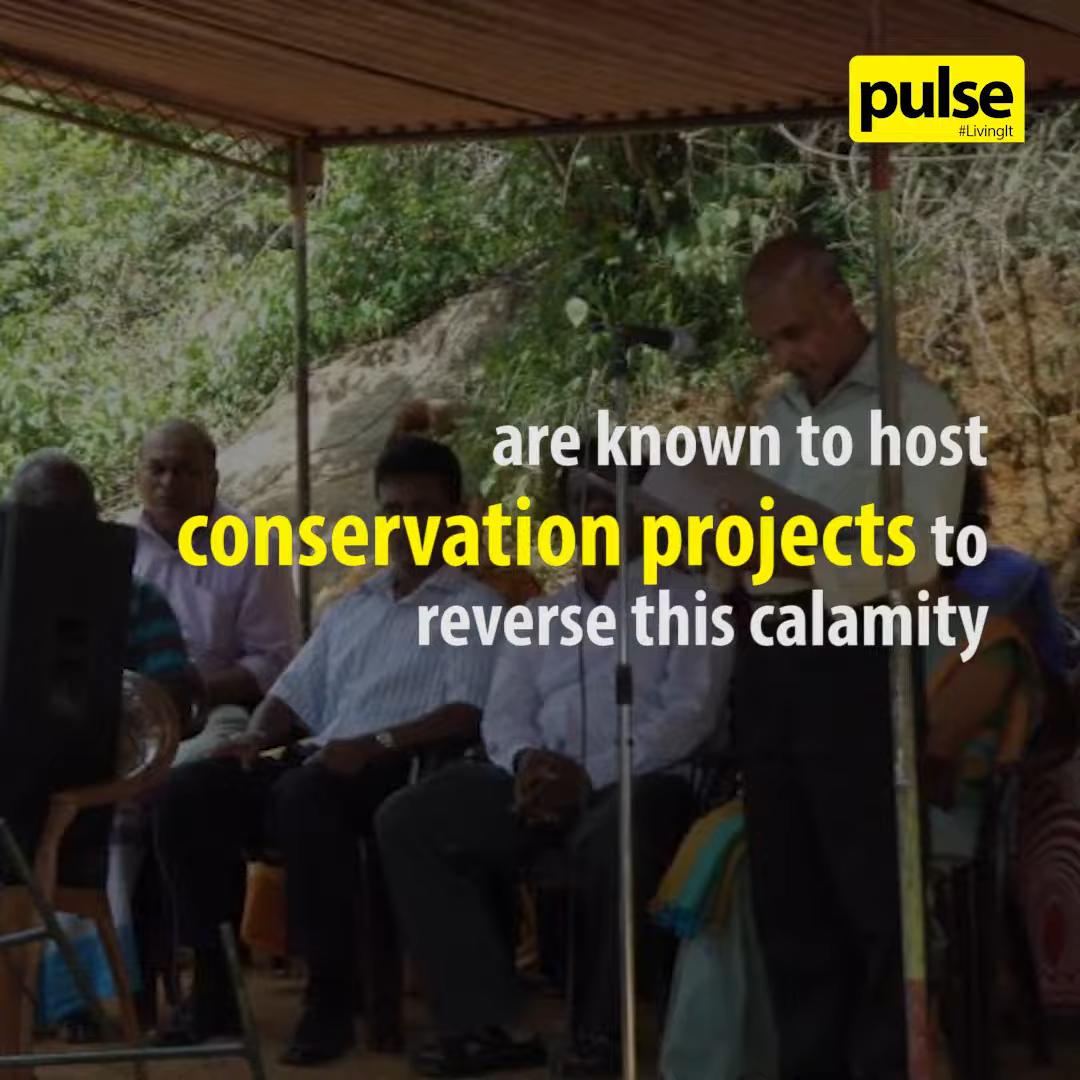 pulse
#LivingIt
are known to host
conservation projects to
reverse this calamity